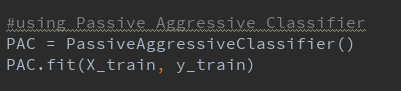 #using Passive Aggressive Classifier
PAC = PassiveAggressiveClassifier()
PAC.fit(X_train, y_train)